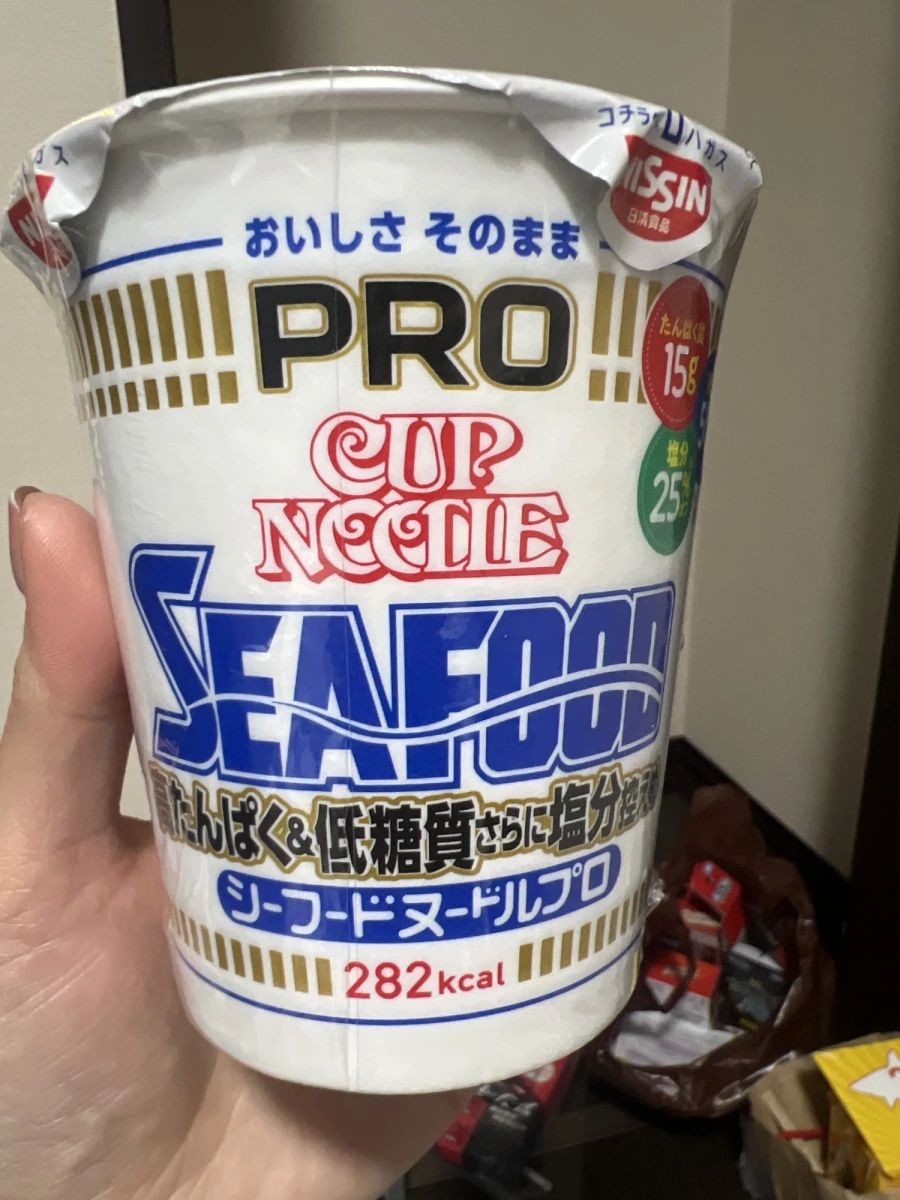 コチラヲハガス
NISSIN
日清食品
おいしさ そのまま
PRO
たんぱく質
15g
塩分
25%
CUP
NOODLE
SEAFOOD
高たんぱく&低糖質さらに塩分控えめ
シーフードヌードルプロ
282kcal